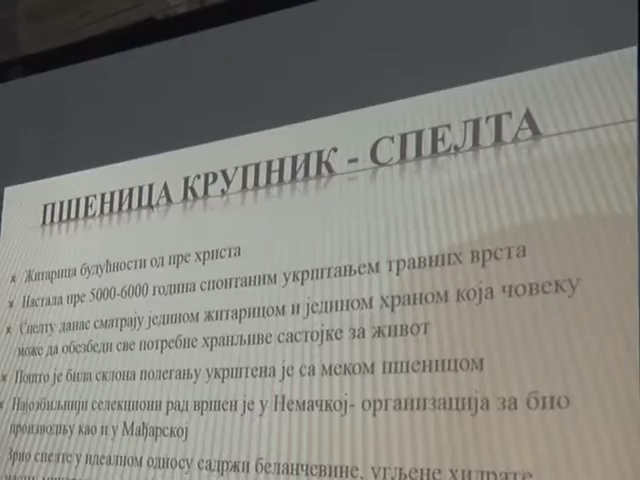 ПШЕНИЦА КРУПНИК - СПЕЛТА
Житарица будућности од пре христа
Настала пре 5000-6000 година спонтаним укрштањем травних врста
Спелту данас сматрају једином житарицом и једином храном која човеку
може да обезбеди све потребне хранљиве састојке за живот
Пошто је била склона полегању укрштена је са меком пшеницом
Најозбиљнији селекциони рад вршен је у Немачкој- организација за био
производњу као и у Мађарској
Зрно спелте у идеалном односу садржи беланчевине, угљене хидрате